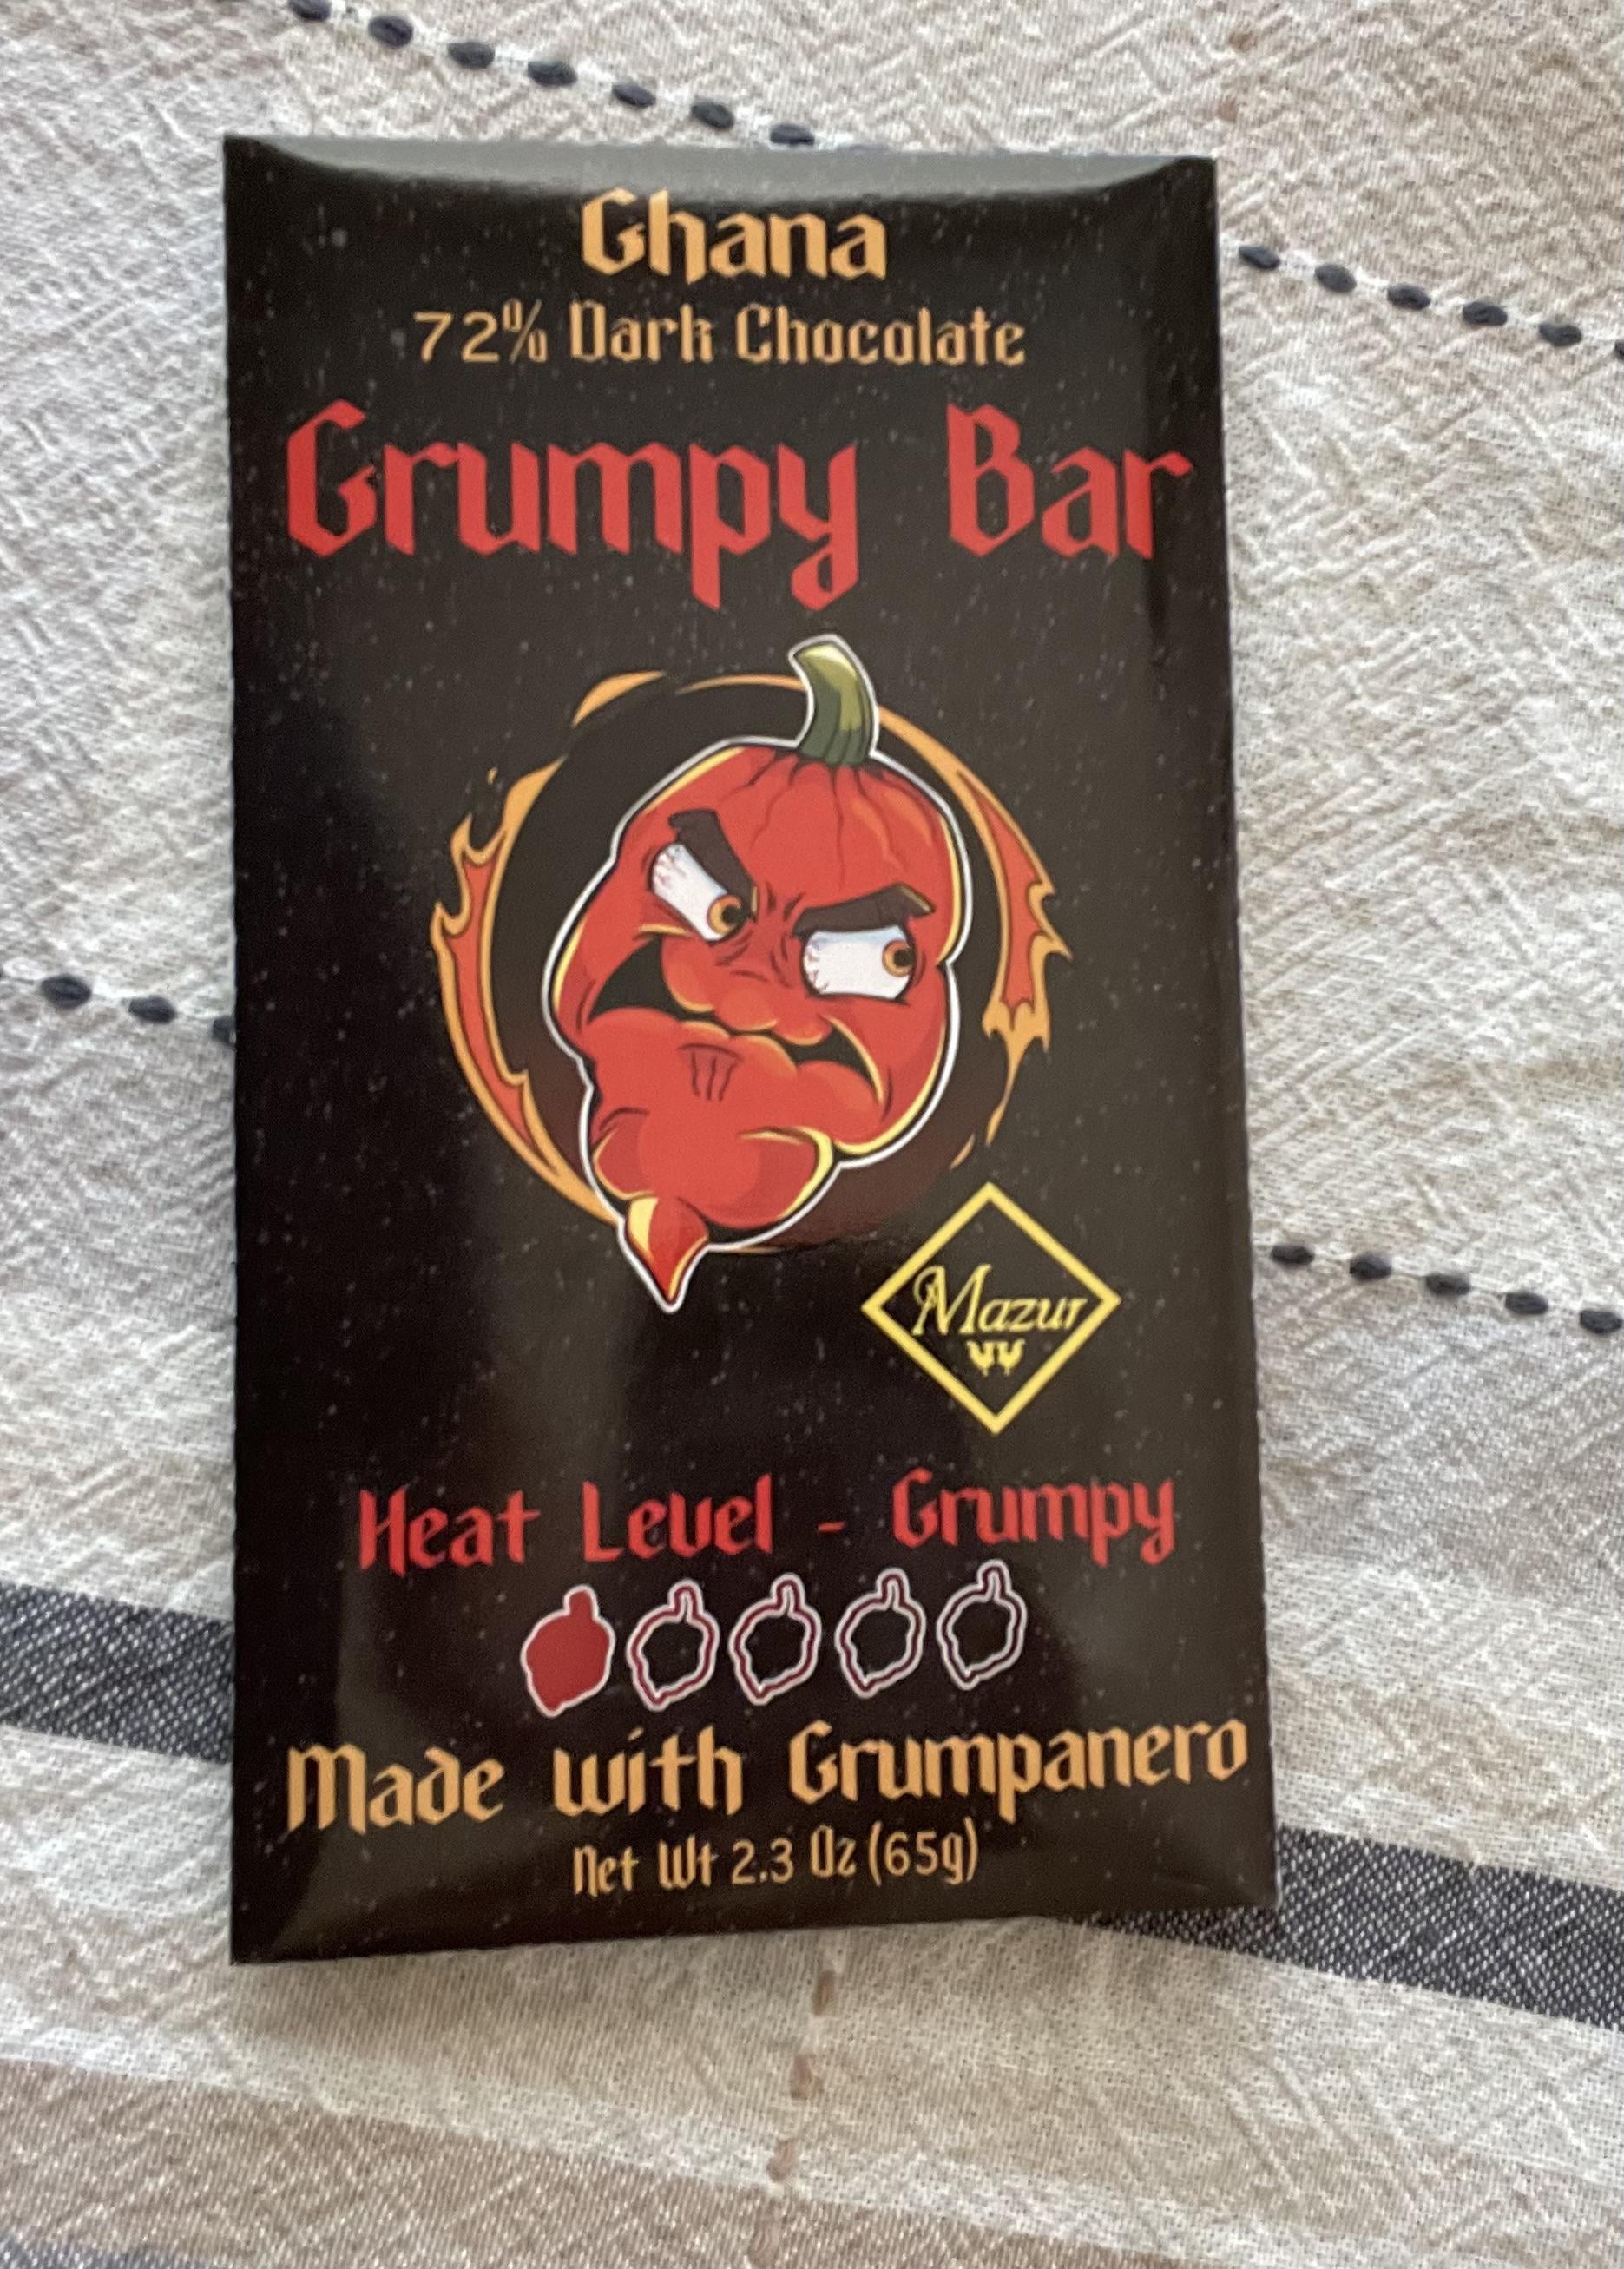 Ghana
72% Dark Chocolate
Grumpy Bar
Mazur
Heat Level - Grumpy
Made with Grumpanero
Net Wt 2.3 Oz (65g)